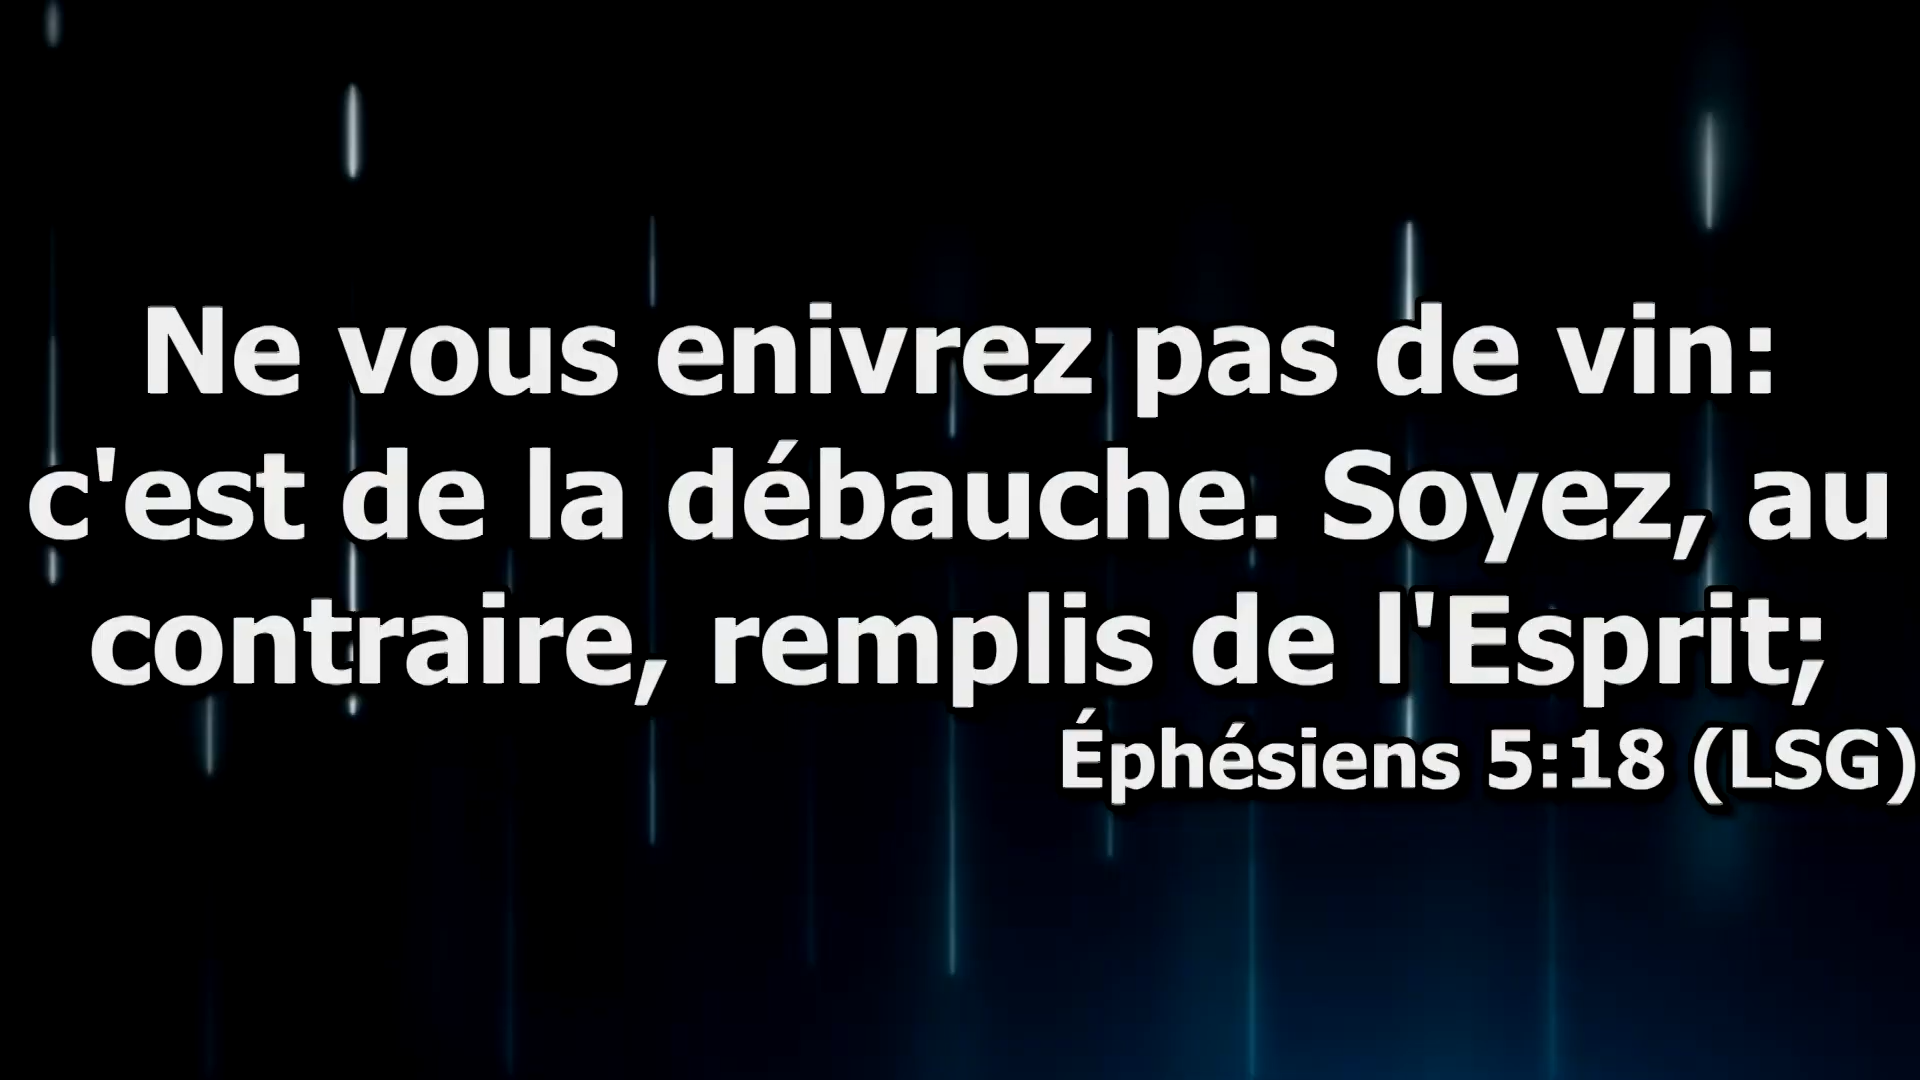 Ne vous enivrez pas de vin:
c'est de la débauche. Soyez, au
contraire, remplis de l'Esprit;
Éphésiens 5:18 (LSG)